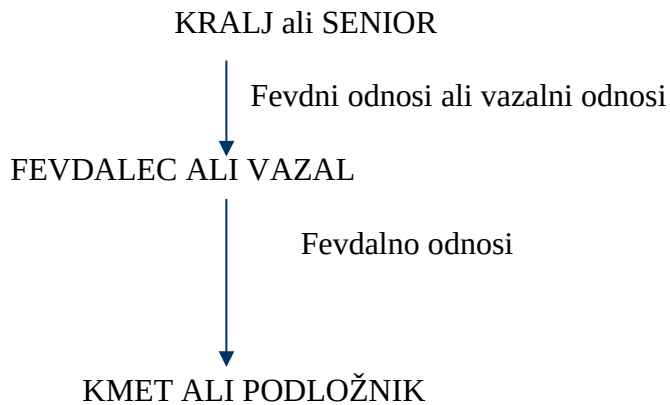 KRALJ ali SENIOR
Fevdni odnosi ali vazalni odnosi
FEVDALEC ALI VAZAL
Fevdalno odnosi
KMET ALI PODLOŽNIK